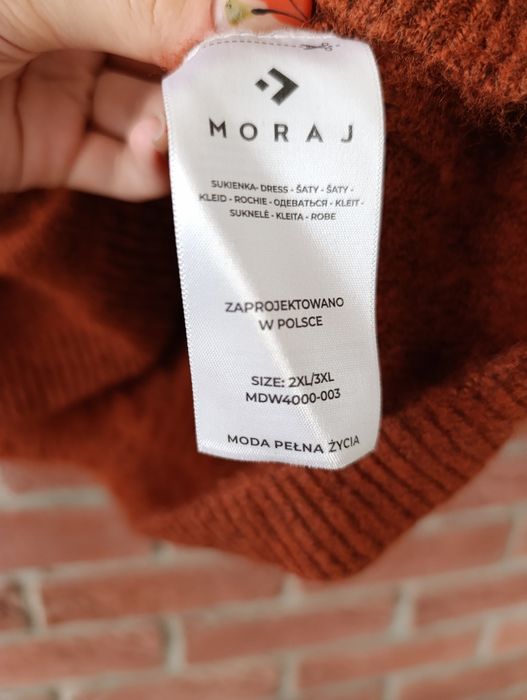 MORAJ
SUKIENKA- DRESS - ŠATY - ŠATY -
KLEID - ROCHIE - ОДЕВАТЬСЯ - KLEIT -
SUKNELĖ - KLEITA - ROBE
ZAPROJEKTOWANO
W POLSCE
SIZE: 2XL/3XL
MDW4000-003
MODA PEŁNA ŻYCIA